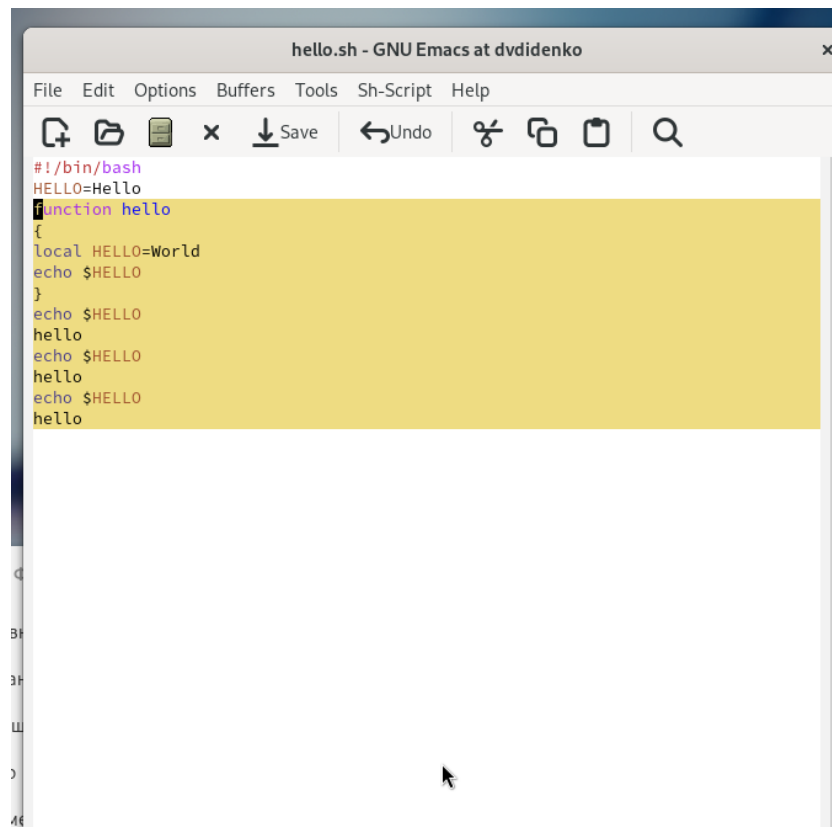 hello.sh - GNU Emacs at dvdidenko
File Edit Options Buffers Tools Sh-Script Help
Save Undo
#!/bin/bash
HELLO=Hello
function hello
{
local HELLO=World
echo $HELLO
}
echo $HELLO
hello
echo $HELLO
hello
echo $HELLO
hello